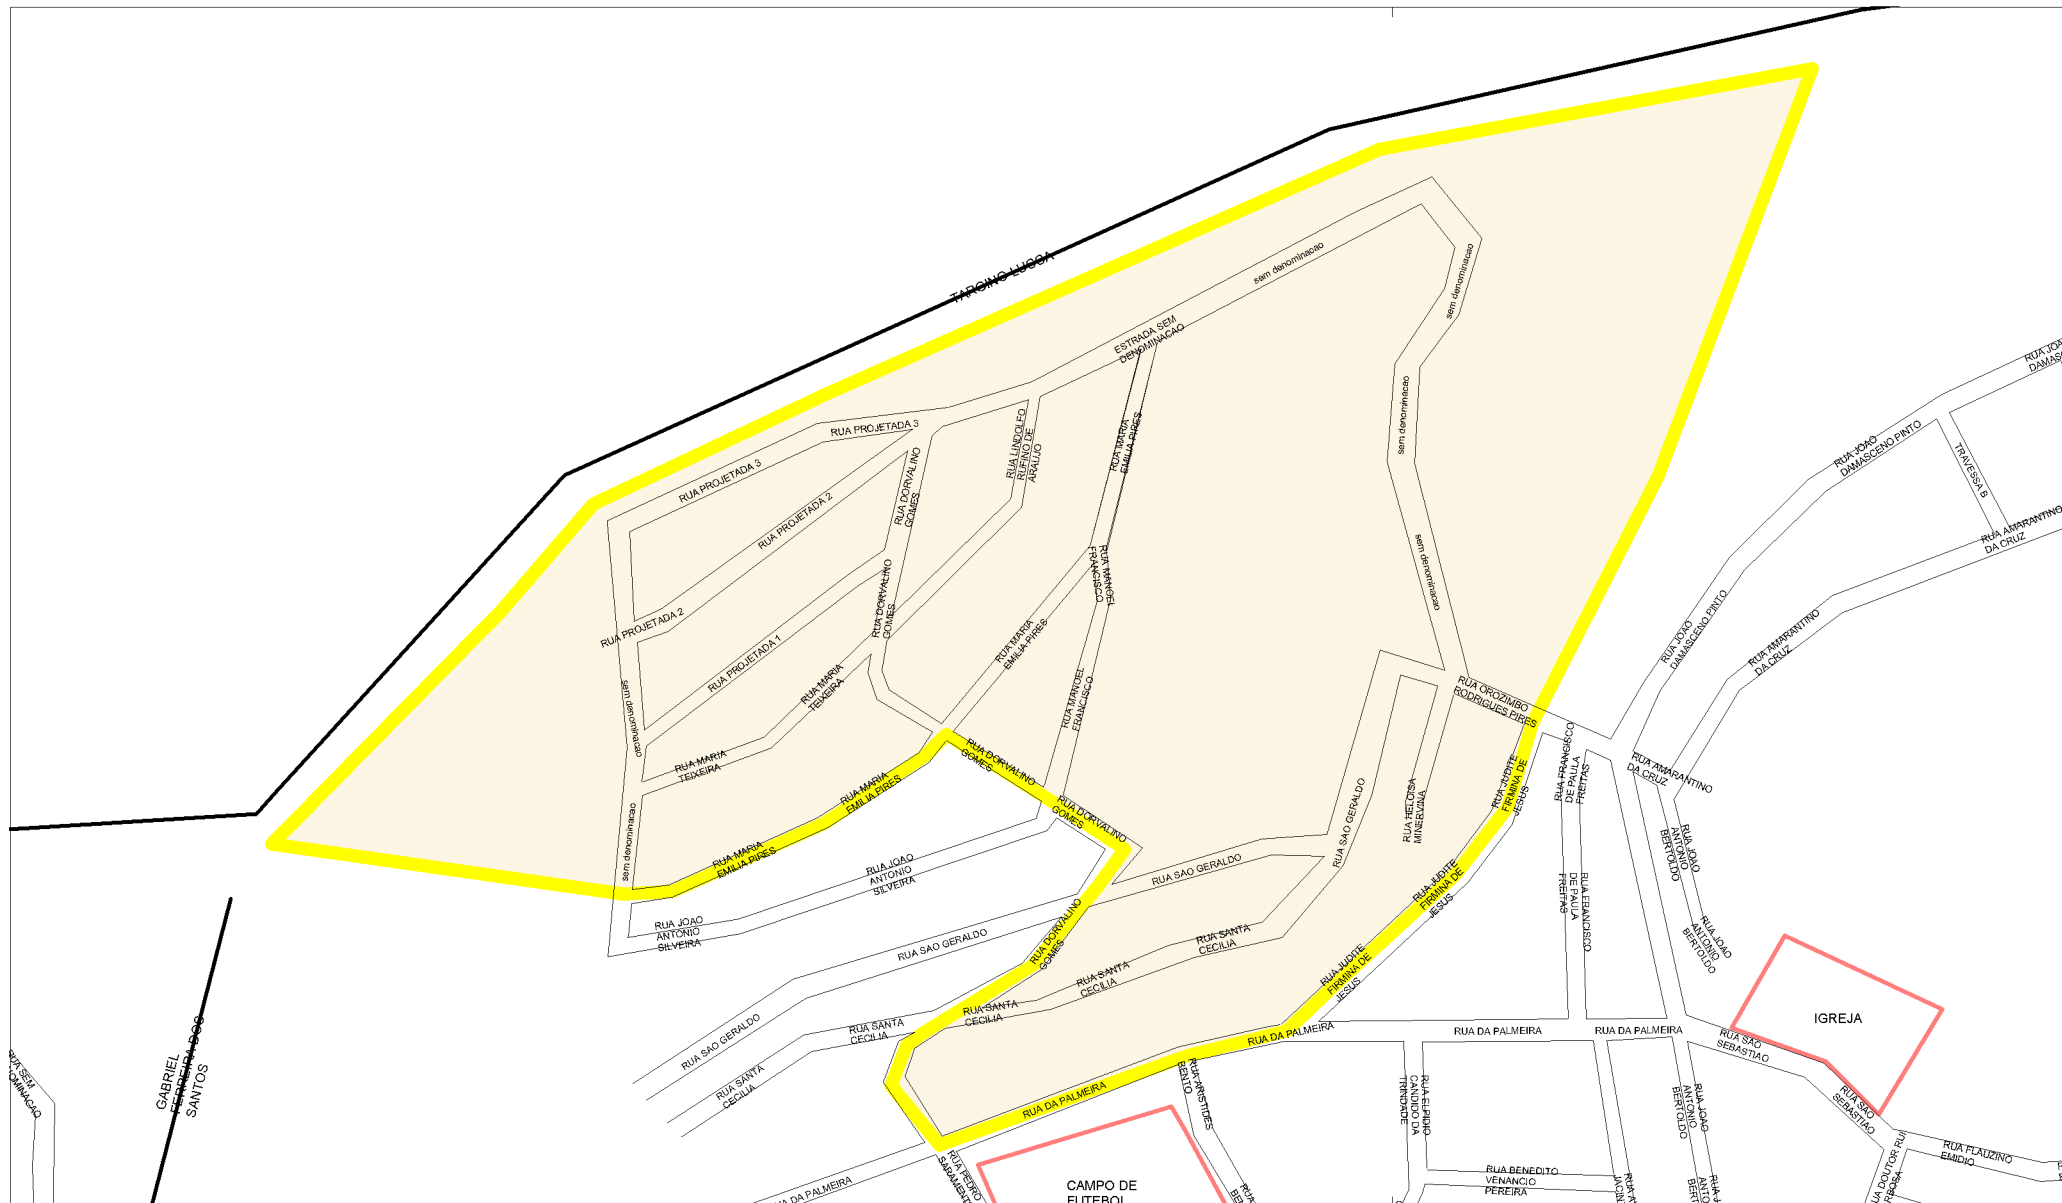 TARCINO LUCCA
sem denominacao
sem denominacao
ESTRADA SEM
DENOMINACAO
sem denominacao
sem denominacao
RUA PROJETADA 3
RUA PROJETADA 3
RUA LINDOLFO
RUFINO DE
ARAUJO
RUA MARIA
EMILIA PIRES
RUA DORVALINO
GOMES
RUA PROJETADA 2
RUA PROJETADA 2
RUA PROJETADA 1
RUA DORVALINO
GOMES
RUA MANOEL
FRANCISCO
RUA MARIA
EMILIA PIRES
RUA MANOEL
FRANCISCO
RUA MARIA
TEIXEIRA
RUA MARIA
TEIXEIRA
sem denominacao
sem denominacao
RUA MARIA
EMILIA PIRES
RUA MARIA
EMILIA PIRES
RUA DORVALINO
GOMES
RUA DORVALINO
GOMES
RUA DORVALINO
GOMES
RUA JOAO
ANTONIO
SILVEIRA
RUA JOAO
ANTONIO
SILVEIRA
RUA SAO GERALDO
RUA SAO GERALDO
RUA SAO GERALDO
RUA SAO GERALDO
RUA HELOISA
MINERVINA
RUA OROZIMBO
RODRIGUES PIRES
RUA JUDITE
FIRMINA DE
JESUS
RUA JUDITE
FIRMINA DE
JESUS
RUA JUDITE
FIRMINA DE
JESUS
RUA SANTA
CECILIA
RUA SANTA
CECILIA
RUA SANTA
CECILIA
RUA SANTA
CECILIA
RUA SANTA
CECILIA
RUA DA PALMEIRA
RUA DA PALMEIRA
RUA DA PALMEIRA
RUA DA PALMEIRA
RUA FRANCISCO
DE PAULA
FREITAS
RUA FRANCISCO
DE PAULA
FREITAS
RUA JOAO
DAMASCENO PINTO
RUA JOAO
DAMASCENO PINTO
TRAVESSA B
RUA AMARANTINO
DA CRUZ
RUA AMARANTINO
DA CRUZ
RUA AMARANTINO
DA CRUZ
RUA JOAO
ANTONIO
BERTOLDO
RUA JOAO
ANTONIO
BERTOLDO
RUA JOAO
ANTONIO
BERTOLDO
IGREJA
RUA SAO
SEBASTIAO
RUA SAO
SEBASTIAO
RUA FLAUZINO
EMIDIO
RUA ELPIDIO
CANDIDO DA
TRINDADE
RUA BENEDITO
VENANCIO
PEREIRA
RUA ARISTIDES
BENTO
RUA PEDRO
CAMPO DE
FUTEBOL
GABRIEL
FERREIRA DOS
SANTOS